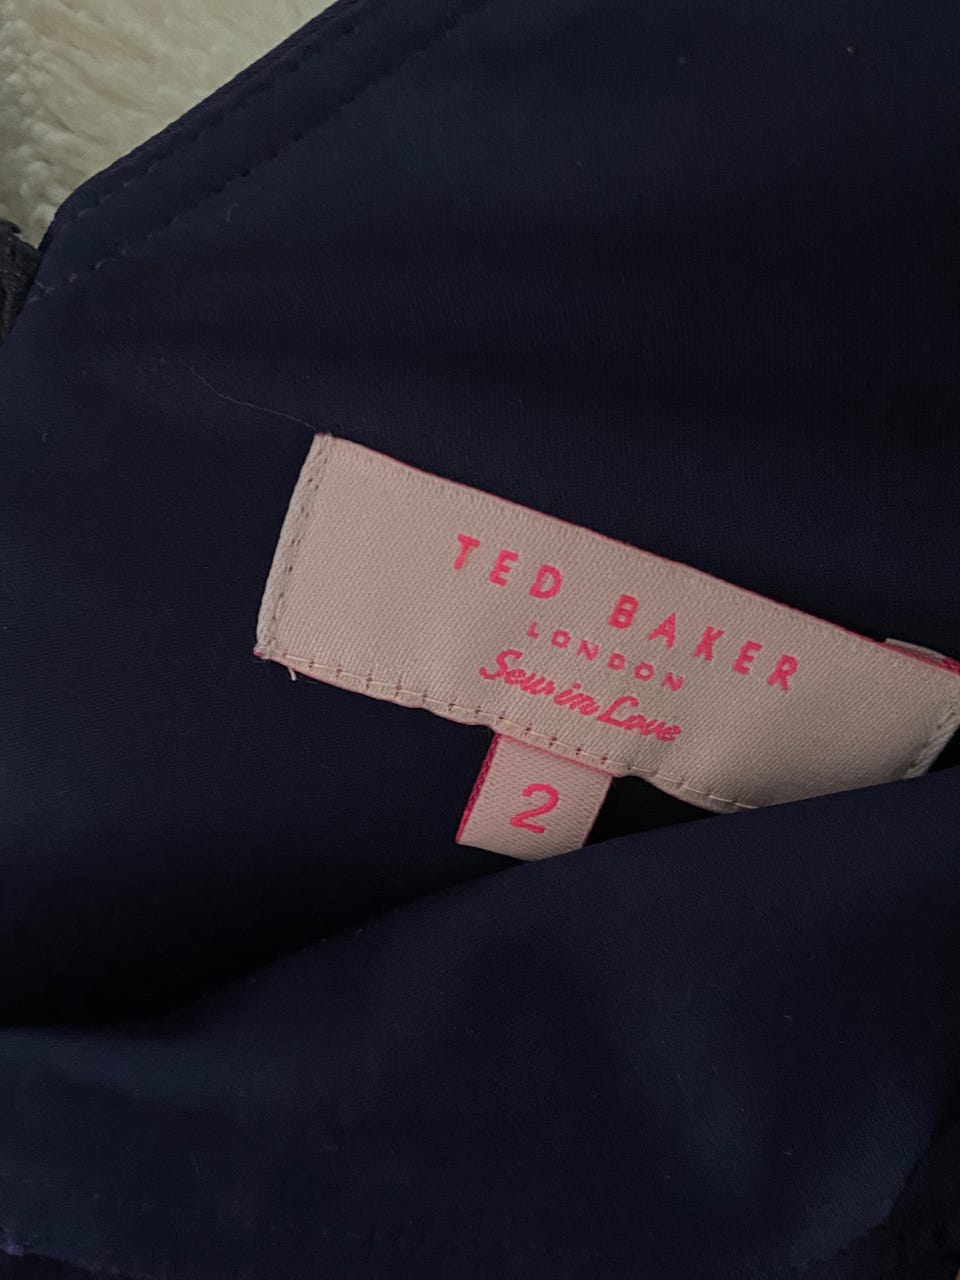 TED BAKER
LONDON
Sew in Love
2